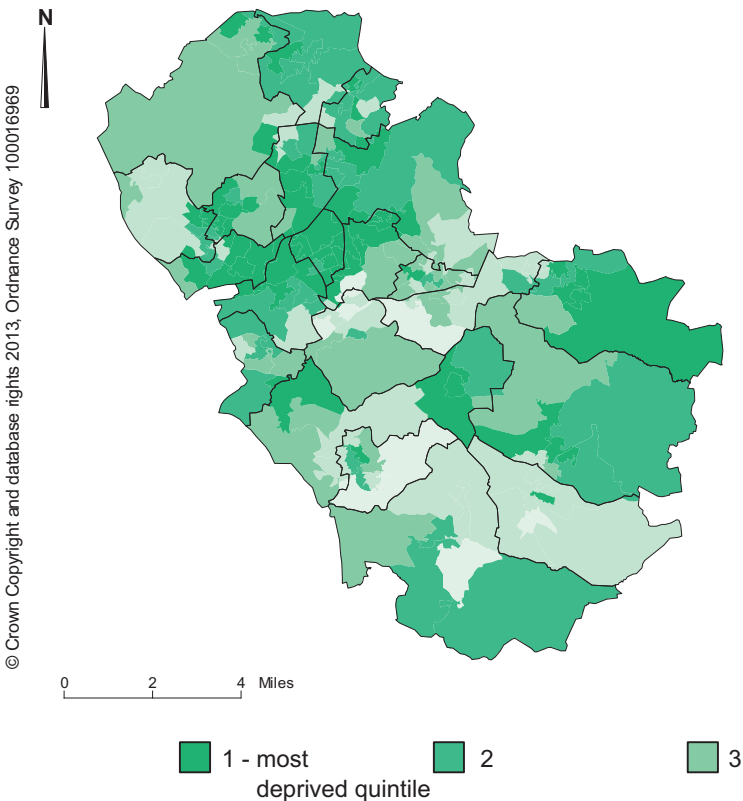 N
© Crown Copyright and database rights 2013, Ordnance Survey 100016969
0 2 4 Miles
1 - most 2 3
deprived quintile